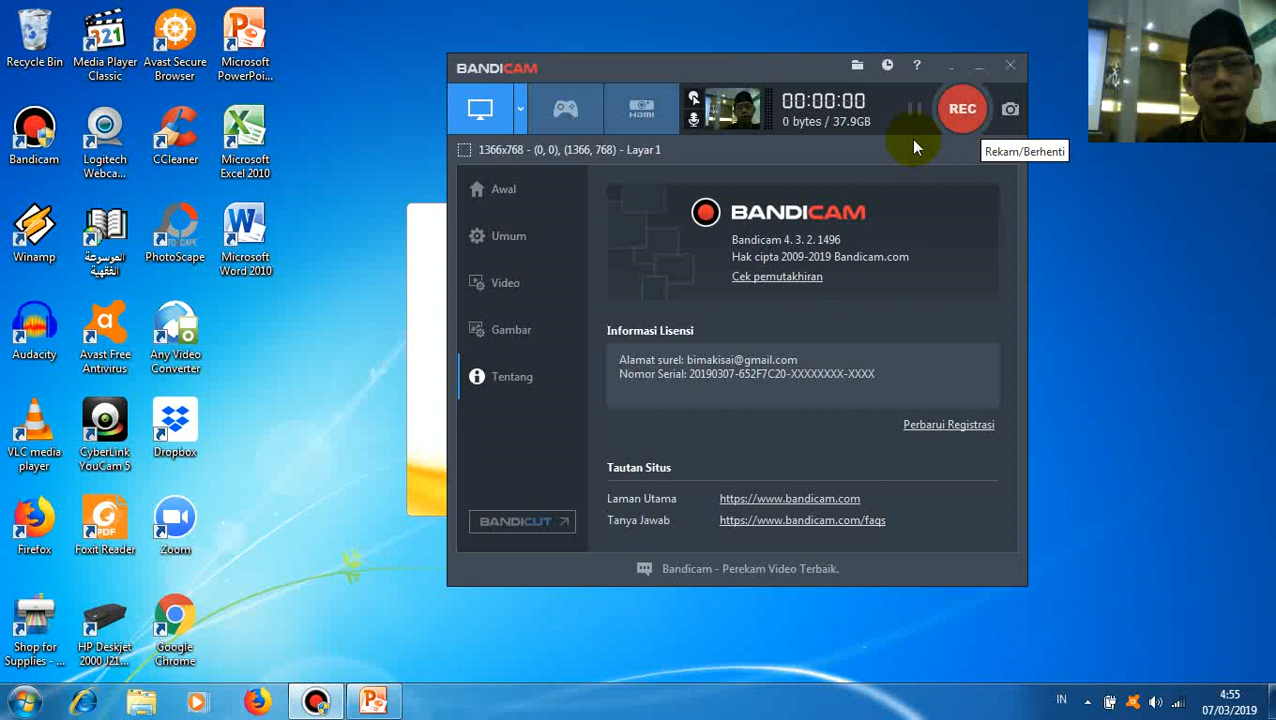 Recycle Bin
Media Player
Classic
Avast Secure
Browser
Microsoft
PowerPoi...
Bandicam
Logitech
Webca...
CCleaner
Microsoft
Excel 2010
Winamp
الموسوعة
الفقهية
PhotoScape
Microsoft
Word 2010
Audacity
Avast Free
Antivirus
Any Video
Converter
VLC media
player
CyberLink
YouCam 5
Dropbox
Firefox
Foxit Reader
Zoom
Shop for
Supplies - ...
HP Deskjet
2000 J21...
Google
Chrome
BANDICAM
HDMI
00:00:00
0 bytes / 37.9GB
REC
Rekam/Berhenti
1366x768 - (0, 0), (1366, 768) - Layar 1
Awal
Umum
Video
Gambar
Tentang
BANDICUT
BANDICAM
Bandicam 4. 3. 2. 1496
Hak cipta 2009-2019 Bandicam.com
Cek pemutakhiran
Informasi Lisensi
Alamat surel: bimakisai@gmail.com
Nomor Serial: 20190307-652F7C20-XXXXXXXX-XXXX
Perbarui Registrasi
Tautan Situs
Laman Utama https://www.bandicam.com
Tanya Jawab https://www.bandicam.com/faqs
Bandicam - Perekam Video Terbaik.
IN
4:55
07/03/2019